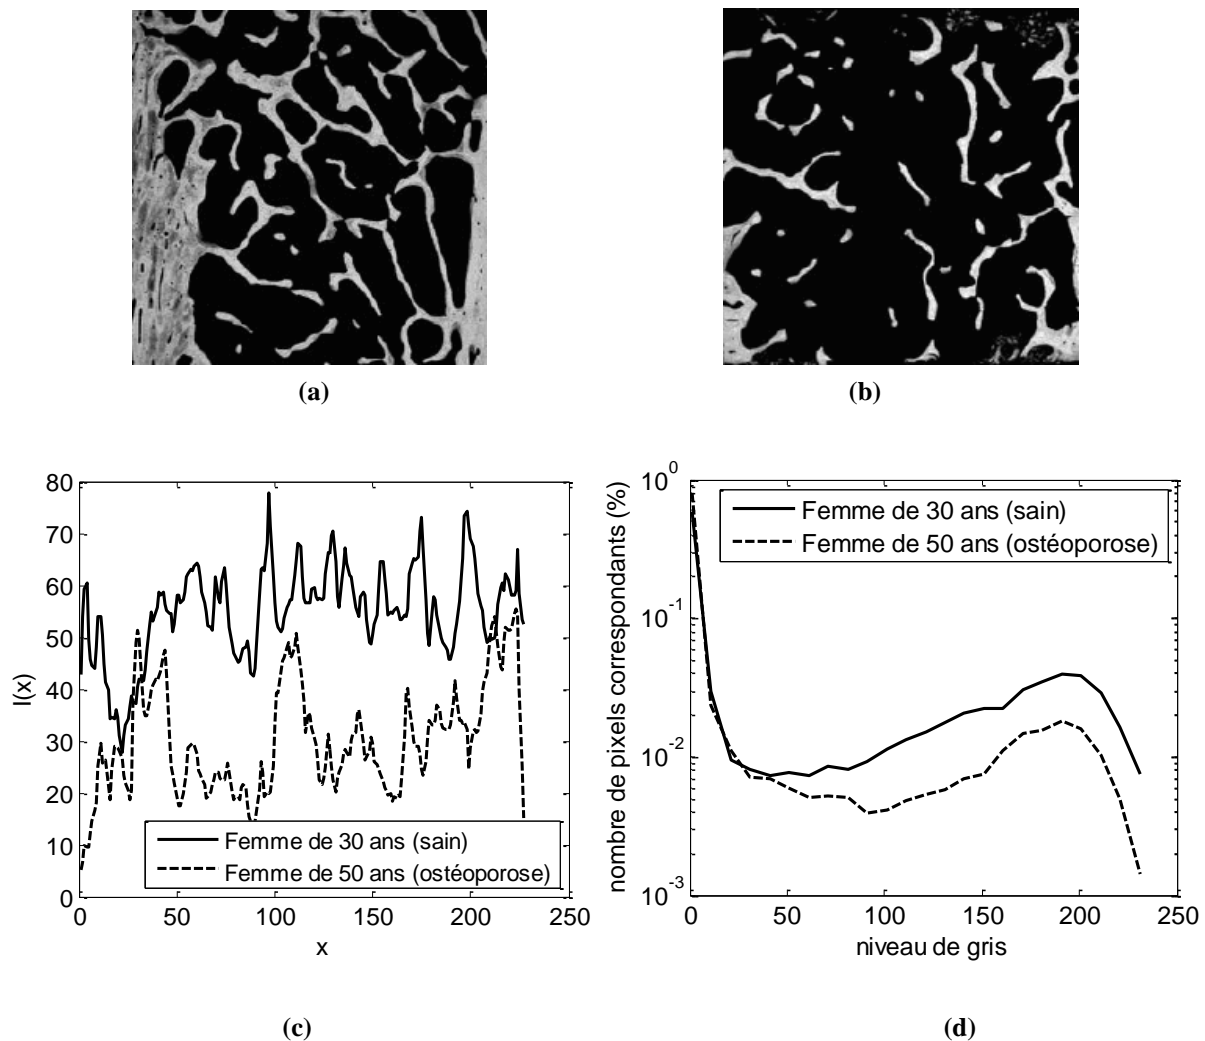 (a)
(b)
80
70
60
50
40
30
20
10
0
I(x)
Femme de 30 ans (sain)
Femme de 50 ans (ostéoporose)
0 50 100 150 200 250
x
(c)
10^0
10^-1
10^-2
10^-3
nombre de pixels correspondants (%)
Femme de 30 ans (sain)
Femme de 50 ans (ostéoporose)
0 50 100 150 200 250
niveau de gris
(d)